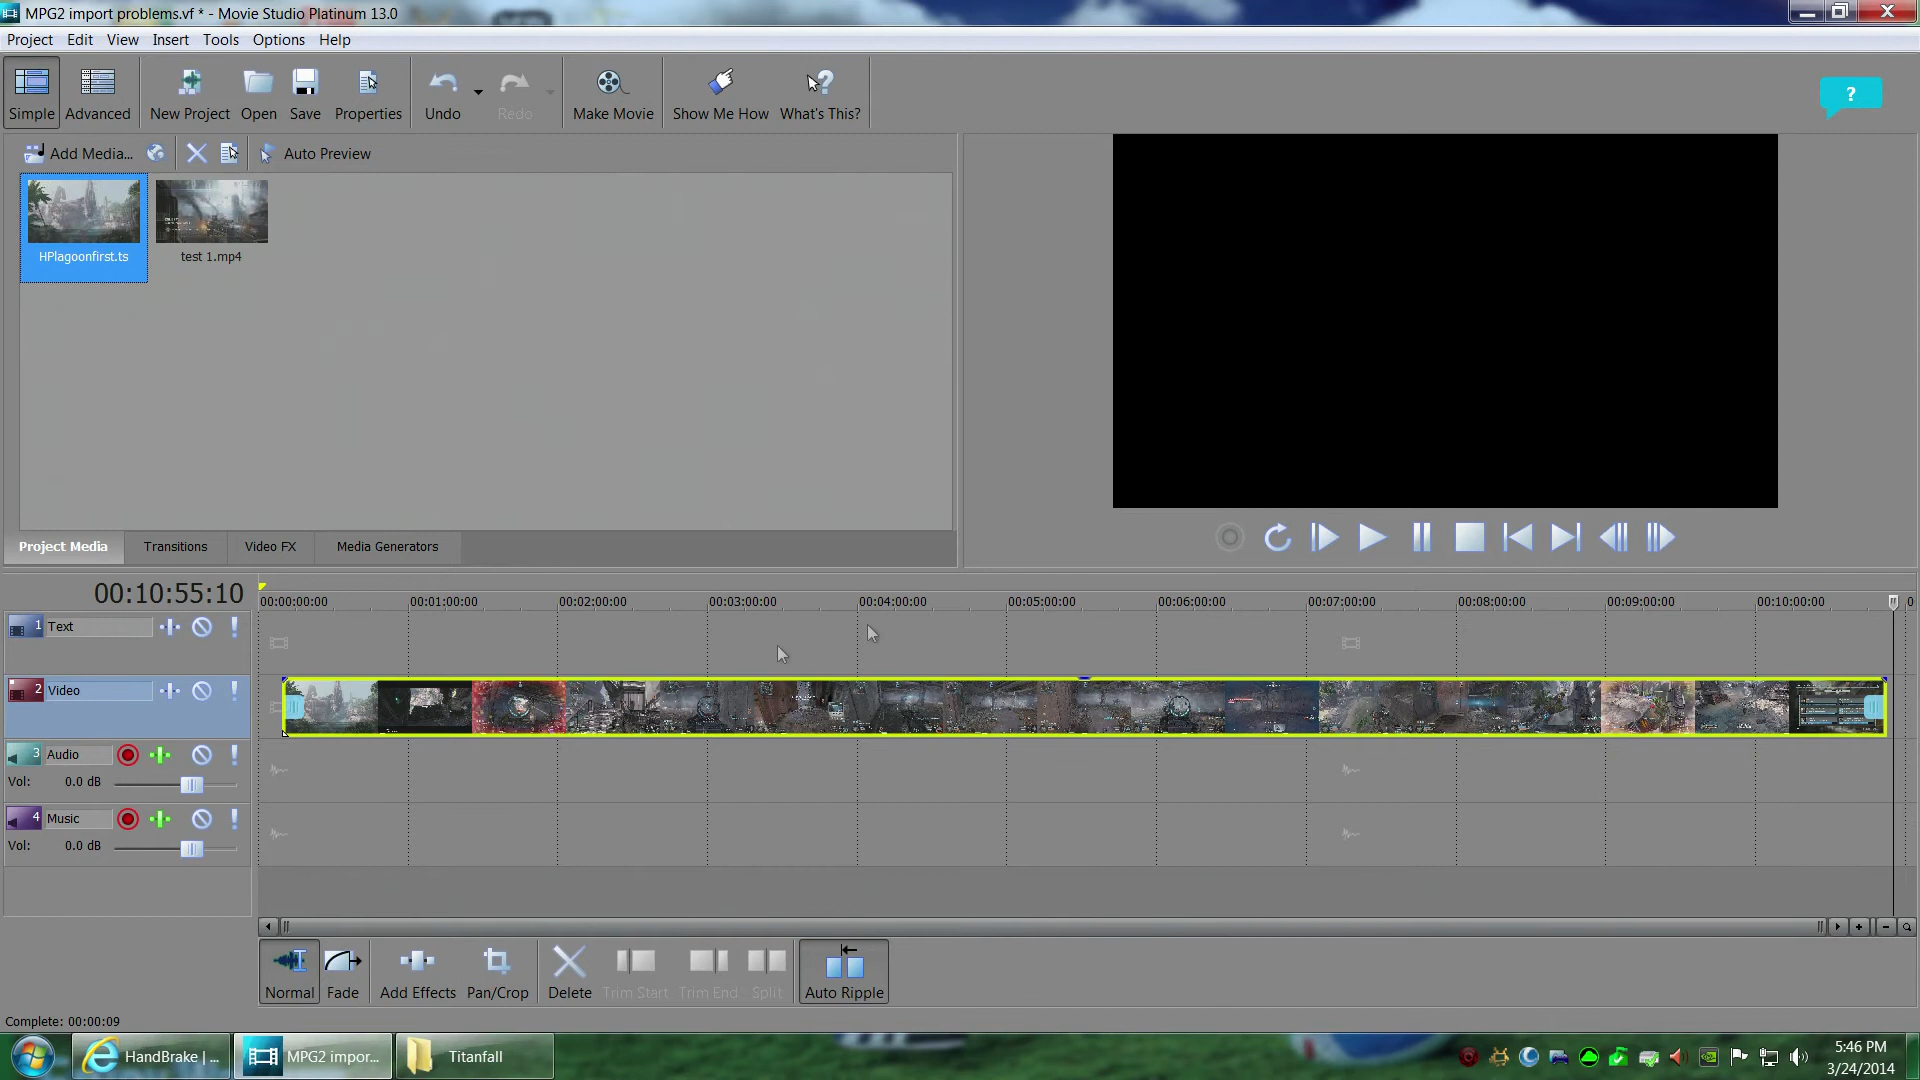 MPG2 import problems.vf * - Movie Studio Platinum 13.0
Project Edit View Insert Tools Options Help
Simple Advanced New Project Open Save Properties Undo Redo Make Movie Show Me How What's This? ?
Add Media... Auto Preview
HPlagoonfirst.ts test 1.mp4
Project Media Transitions Video FX Media Generators
00:10:55:10
00:00:00:00 00:01:00:00 00:02:00:00 00:03:00:00 00:04:00:00 00:05:00:00 00:06:00:00 00:07:00:00 00:08:00:00 00:09:00:00 00:10:00:00 0
1 Text
2 Video
3 Audio
Vol: 0.0 dB
4 Music
Vol: 0.0 dB
Normal Fade Add Effects Pan/Crop Delete Trim Start Trim End Split Auto Ripple
Complete: 00:00:09
HandBrake | ... MPG2 impor... Titanfall
5:46 PM
3/24/2014